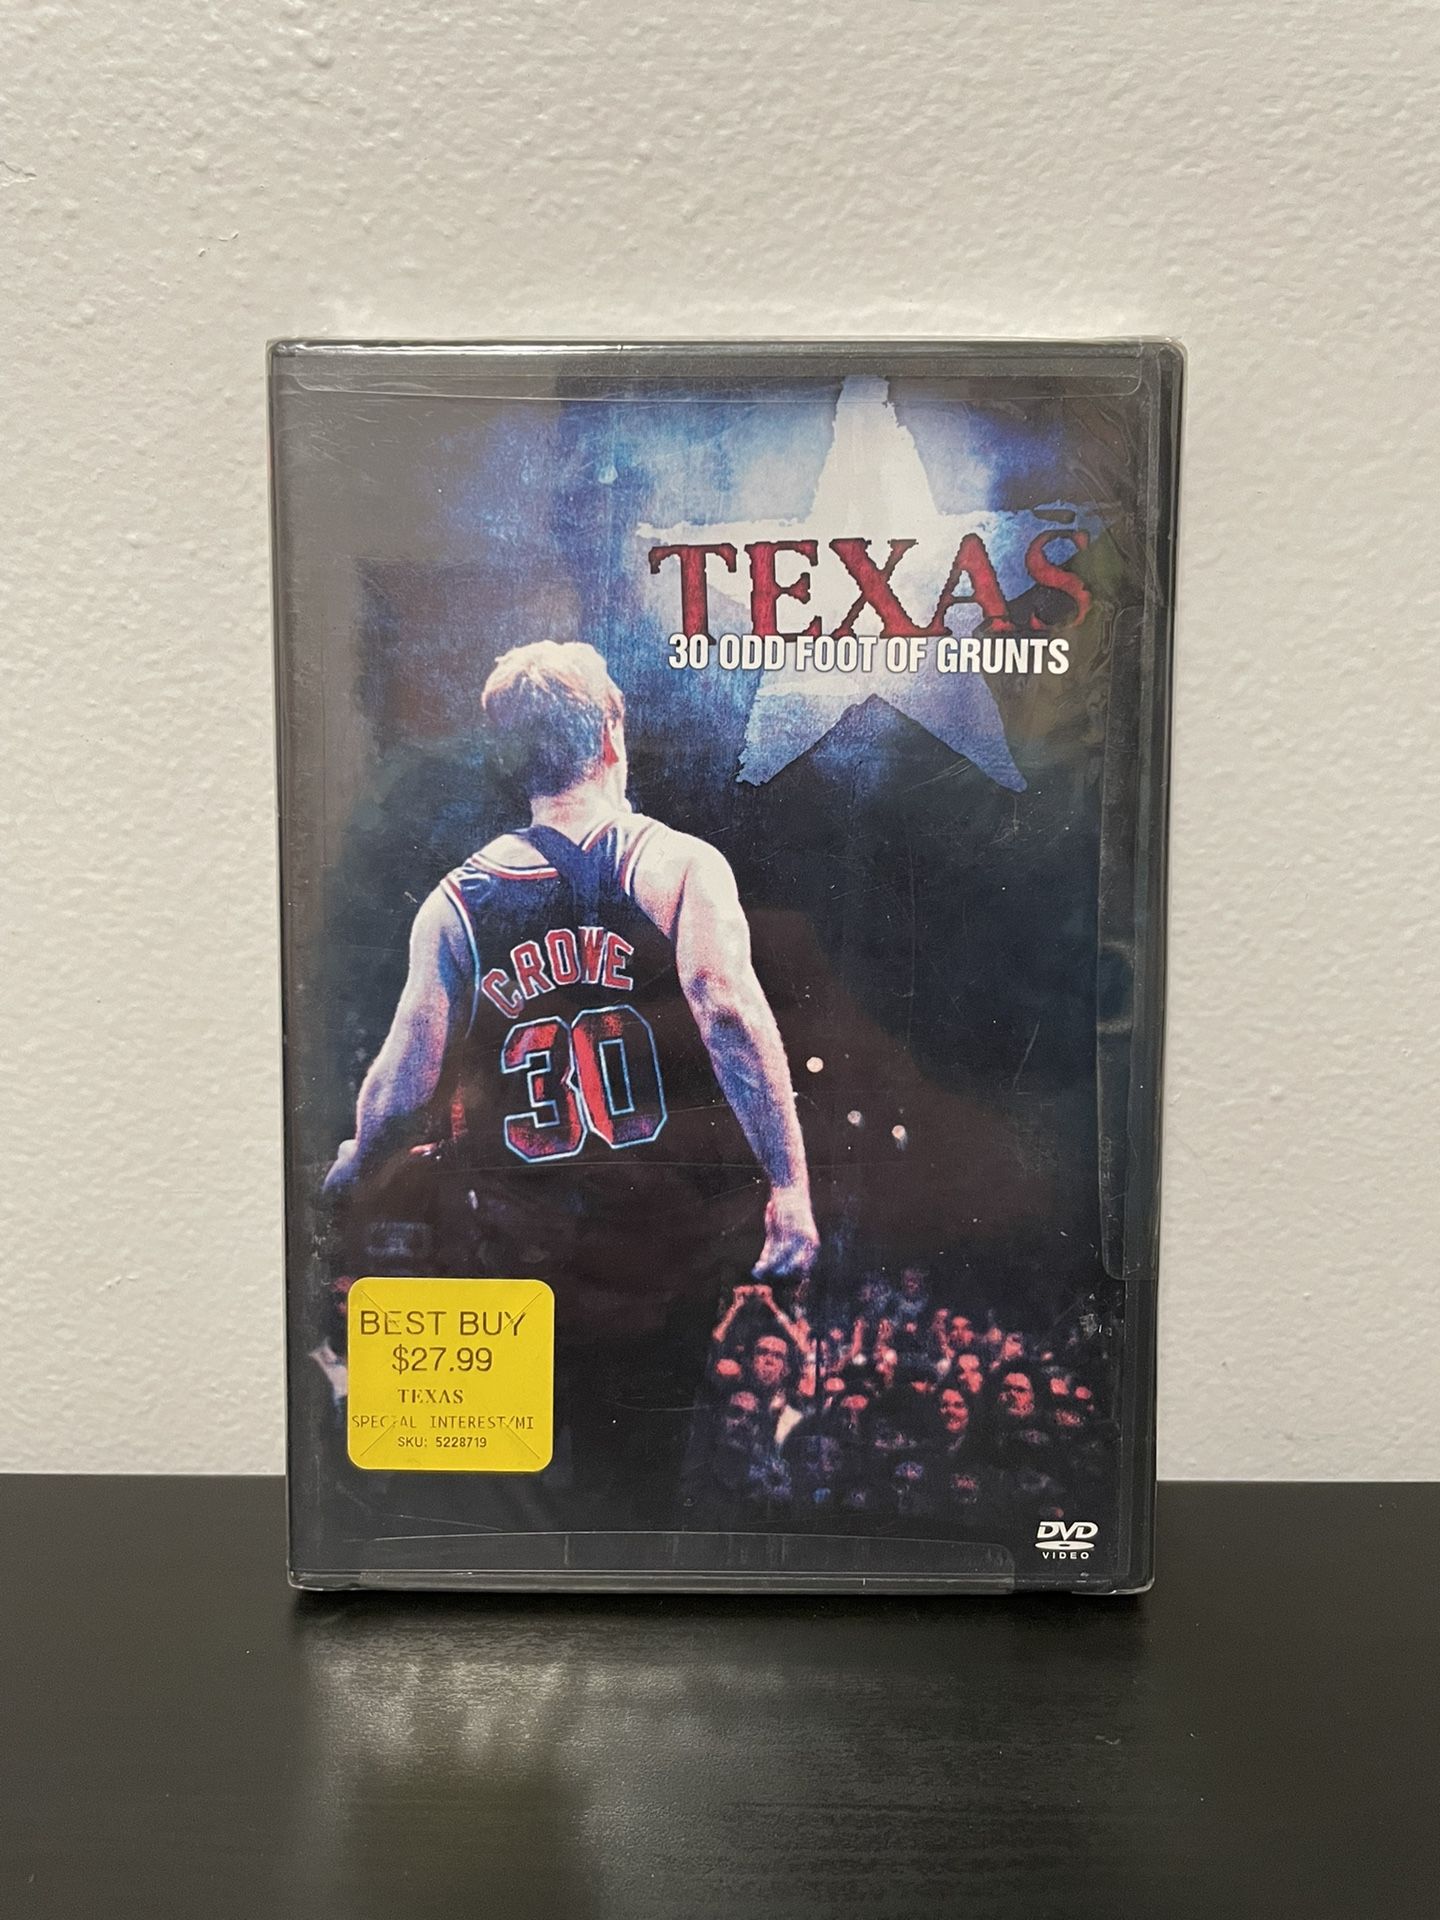 TEXAS
30 ODD FOOT OF GRUNTS
CROWE
30
BEST BUY
$27.99
TEXAS
SPECIAL INTEREST/MI
SKU: 5228719
DVD
VIDEO